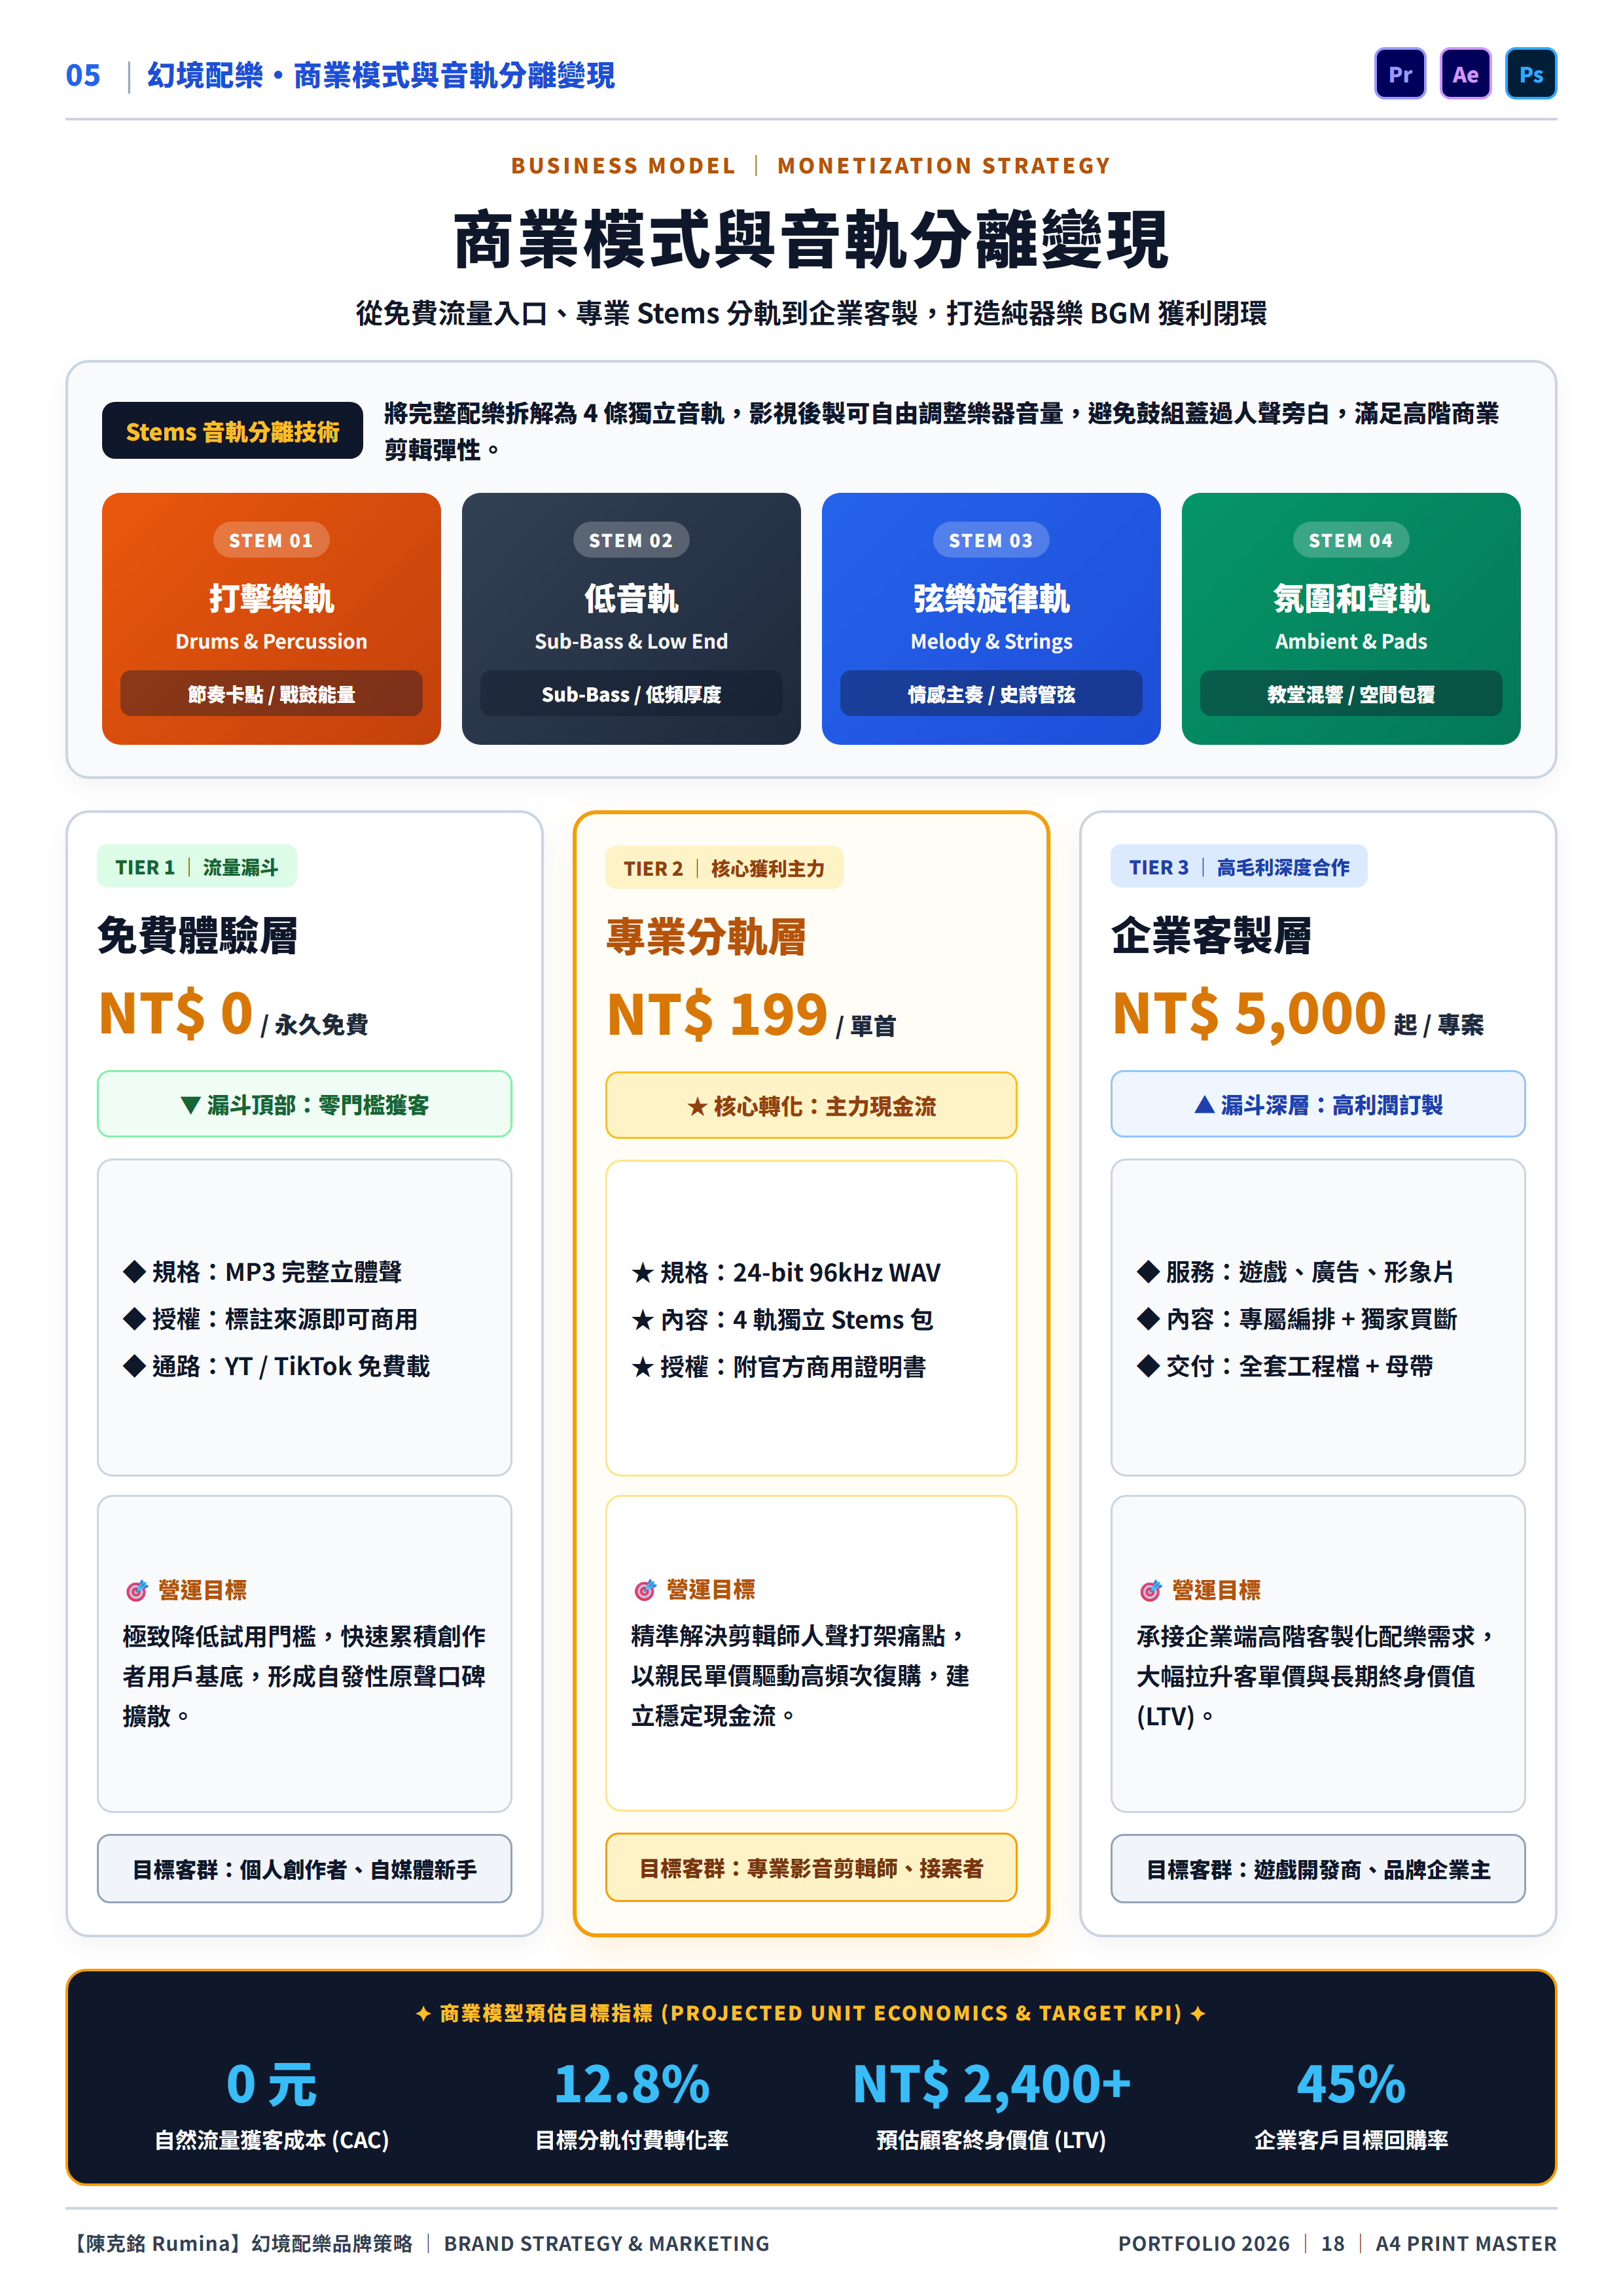 05 | 幻境配樂・商業模式與音軌分離變現
Pr Ae Ps
BUSINESS MODEL | MONETIZATION STRATEGY
商業模式與音軌分離變現
從免費流量入口、專業 Stems 分軌到企業客製，打造純器樂 BGM 獲利閉環
Stems 音軌分離技術
將完整配樂拆解為 4 條獨立音軌，影視後製可自由調整樂器音量，避免鼓組蓋過人聲旁白，滿足高階商業
剪輯彈性。
STEM 01
打擊樂軌
Drums & Percussion
節奏卡點 / 戰鼓能量
STEM 02
低音軌
Sub-Bass & Low End
Sub-Bass / 低頻厚度
STEM 03
弦樂旋律軌
Melody & Strings
情感主奏 / 史詩管弦
STEM 04
氛圍和聲軌
Ambient & Pads
教堂混響 / 空間包覆
TIER 1 | 流量漏斗
免費體驗層
NT$ 0 / 永久免費
▼ 漏斗頂部：零門檻獲客
◆ 規格：MP3 完整立體聲
◆ 授權：標註來源即可商用
◆ 通路：YT / TikTok 免費載
🎯 營運目標
極致降低試用門檻，快速累積創作
者用戶基底，形成自發性原聲口碑
擴散。
目標客群：個人創作者、自媒體新手
TIER 2 | 核心獲利主力
專業分軌層
NT$ 199 / 單首
★ 核心轉化：主力現金流
★ 規格：24-bit 96kHz WAV
★ 內容：4 軌獨立 Stems 包
★ 授權：附官方商用證明書
🎯 營運目標
精準解決剪輯師人聲打架痛點，
以親民單價驅動高頻次復購，建
立穩定現金流。
目標客群：專業影音剪輯師、接案者
TIER 3 | 高毛利深度合作
企業客製層
NT$ 5,000 起 / 專案
▲ 漏斗深層：高利潤訂製
◆ 服務：遊戲、廣告、形象片
◆ 內容：專屬編排 + 獨家買斷
◆ 交付：全套工程檔 + 母帶
🎯 營運目標
承接企業端高階客製化配樂需求，
大幅拉升客單價與長期終身價值
(LTV)。
目標客群：遊戲開發商、品牌企業主
✦ 商業模型預估目標指標 (PROJECTED UNIT ECONOMICS & TARGET KPI) ✦
0 元
自然流量獲客成本 (CAC)
12.8%
目標分軌付費轉化率
NT$ 2,400+
預估顧客終身價值 (LTV)
45%
企業客戶目標回購率
【陳克銘 Rumina】幻境配樂品牌策略 | BRAND STRATEGY & MARKETING
PORTFOLIO 2026 | 18 | A4 PRINT MASTER